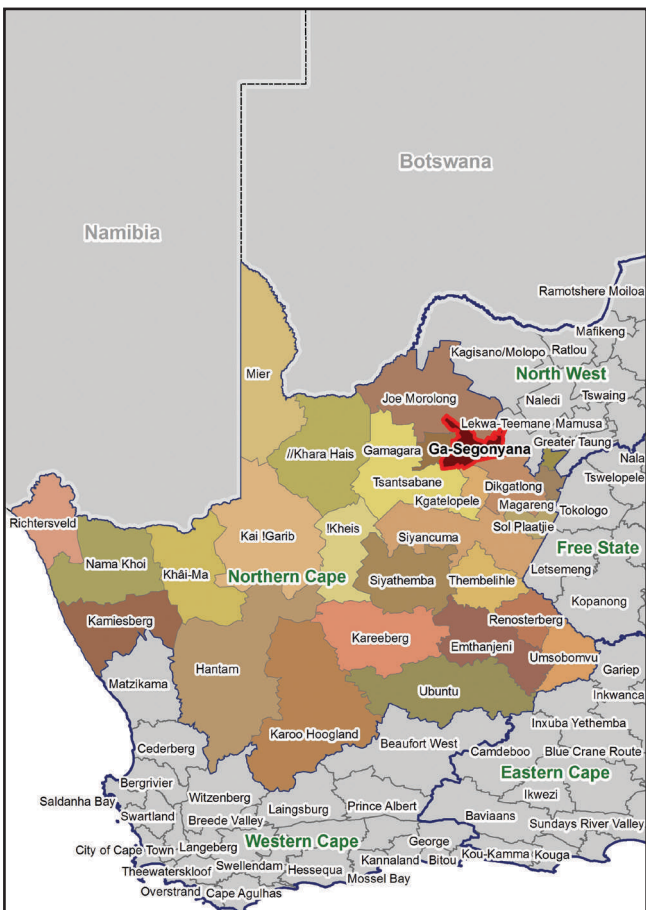 Botswana
Namibia
Ramotshere Moiloa
Mafikeng
Kagisano/Molopo
Ratlou
North West
Mier
Joe Morolong
Naledi
Tswaing
Lekwa-Teemane
Mamusa
//Khara Hais
Gamagara
Ga-Segonyana
Greater Taung
Nala
Tsantsabane
Dikgatlong
Tswelopele
Kgatelopele
Magareng
Tokologo
Richtersveld
Kai !Garib
!Kheis
Siyancuma
Sol Plaatjie
Nama Khoi
Khâi-Ma
Northern Cape
Siyathemba
Thembelihle
Free State
Letsemeng
Kopanong
Kamiesberg
Renosterberg
Kareeberg
Emthanjeni
Umsobomvu
Hantam
Gariep
Matzikama
Ubuntu
Inkwanca
Karoo Hoogland
Inxuba Yethemba
Cederberg
Beaufort West
Camdeboo
Blue Crane Route
Eastern Cape
Bergrivier
Witzenberg
Ikwezi
Saldanha Bay
Laingsburg
Prince Albert
Swartland
Breede Valley
Baviaans
Sundays River Valley
City of Cape Town
Langeberg
Western Cape
George
Theewaterskloof
Swellendam
Hessequa
Kannaland
Bitou
Kou-Kamma
Kouga
Overstrand
Cape Agulhas
Mossel Bay